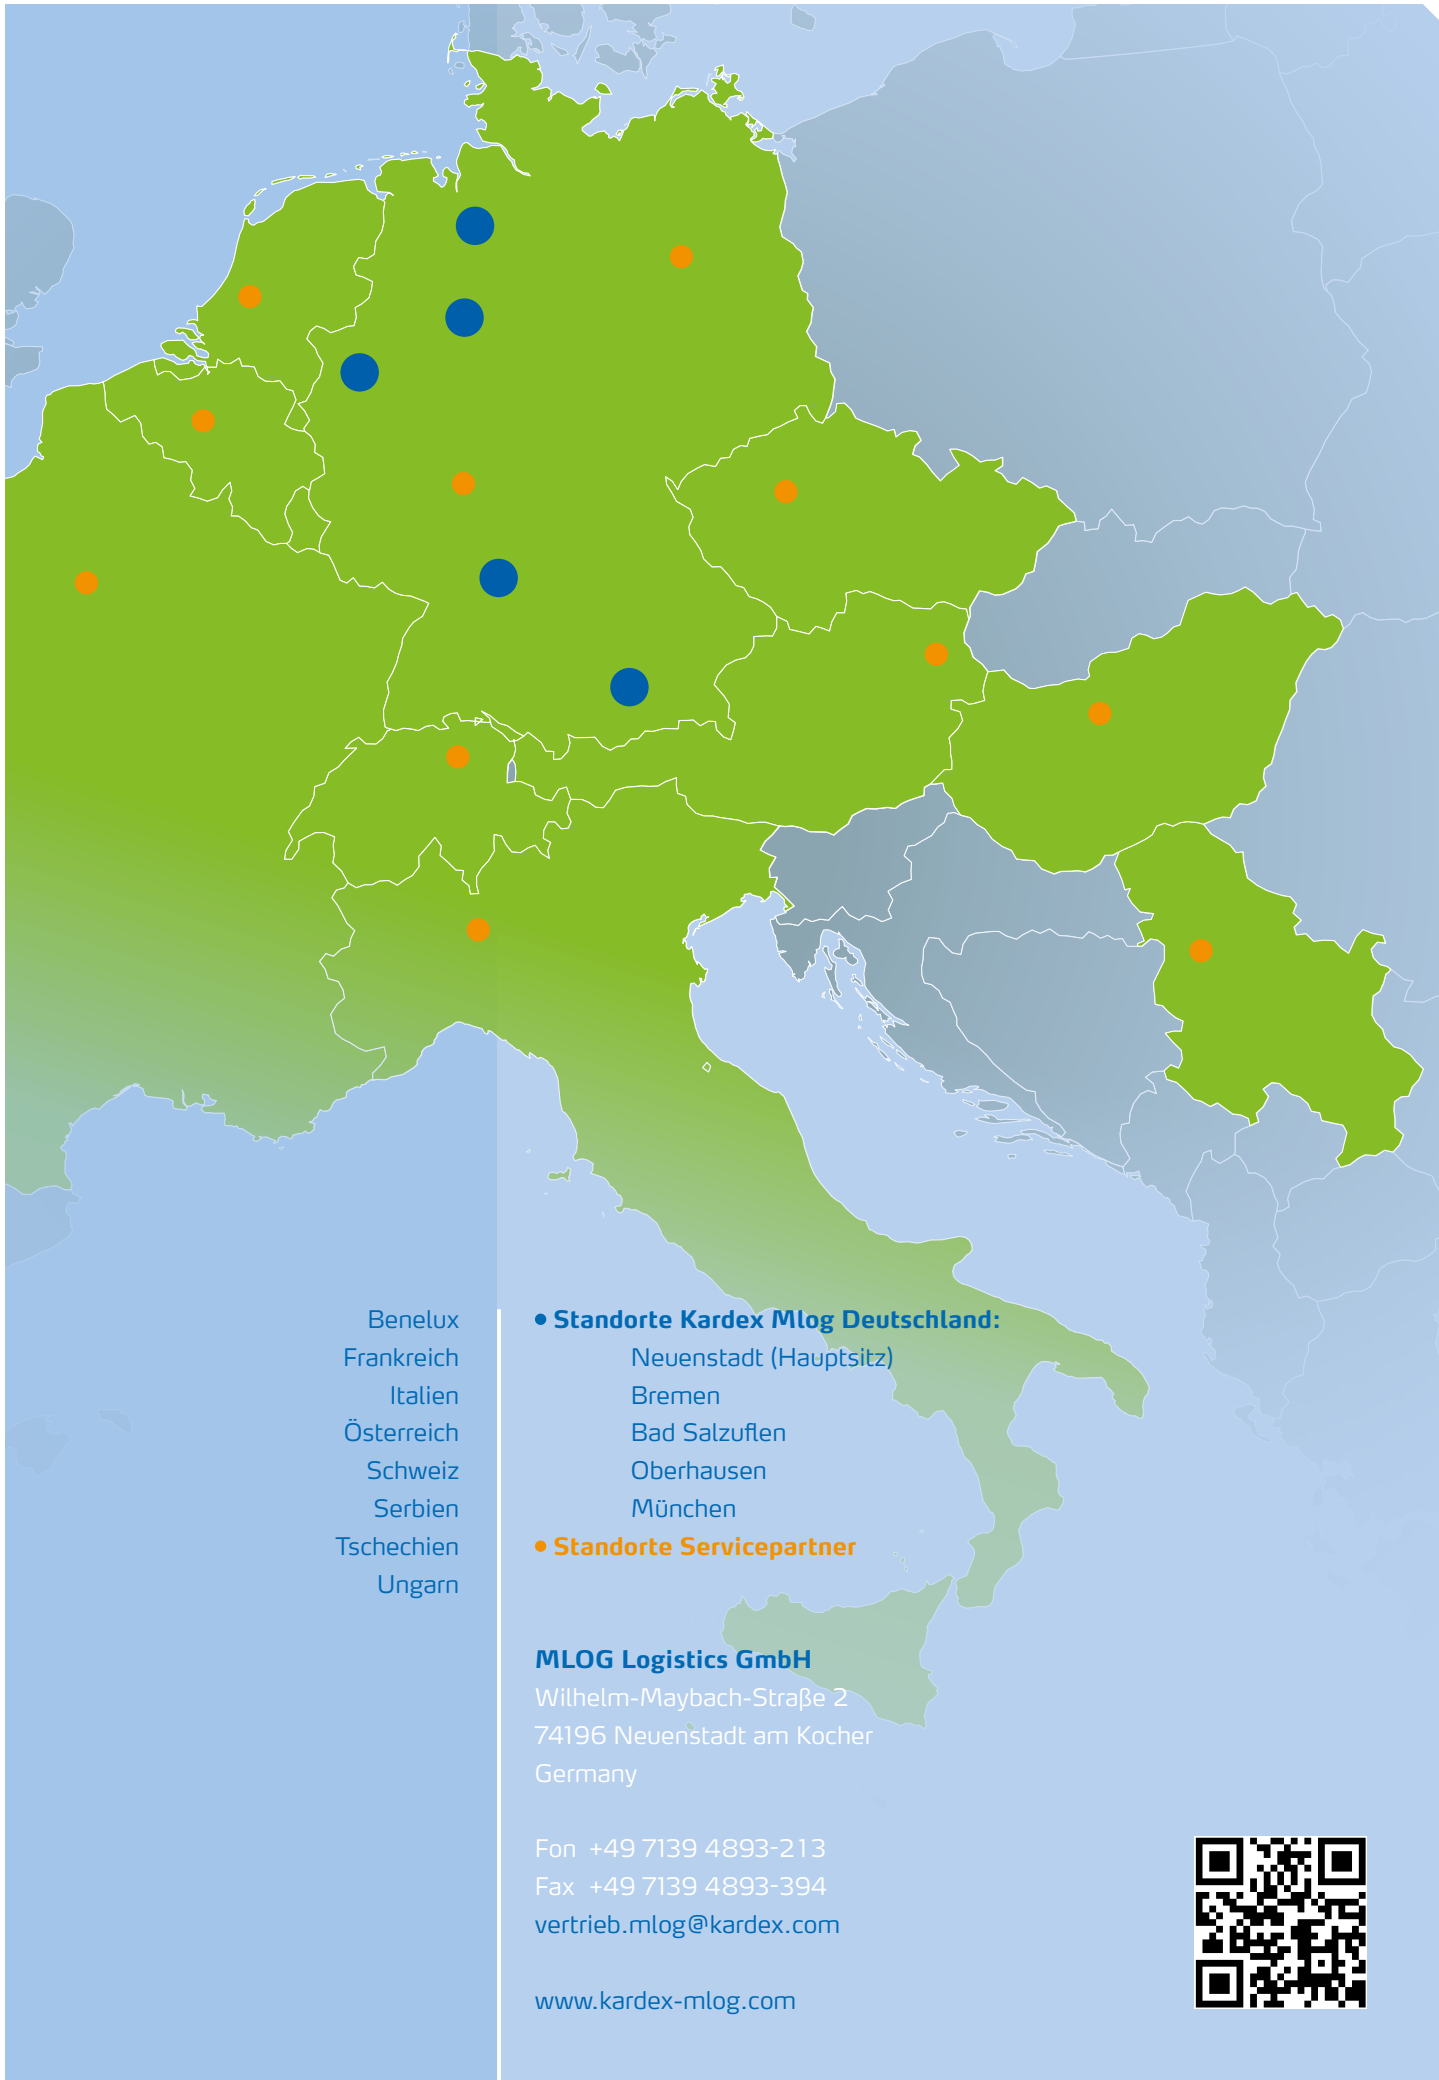 Benelux
Frankreich
Italien
Österreich
Schweiz
Serbien
Tschechien
Ungarn
• Standorte Kardex Mlog Deutschland:
Neuenstadt (Hauptsitz)
Bremen
Bad Salzuflen
Oberhausen
München
• Standorte Servicepartner
MLOG Logistics GmbH
Wilhelm-Maybach-Straße 2
74196 Neuenstadt am Kocher
Germany
Fon +49 7139 4893-213
Fax +49 7139 4893-394
vertrieb.mlog@kardex.com
www.kardex-mlog.com